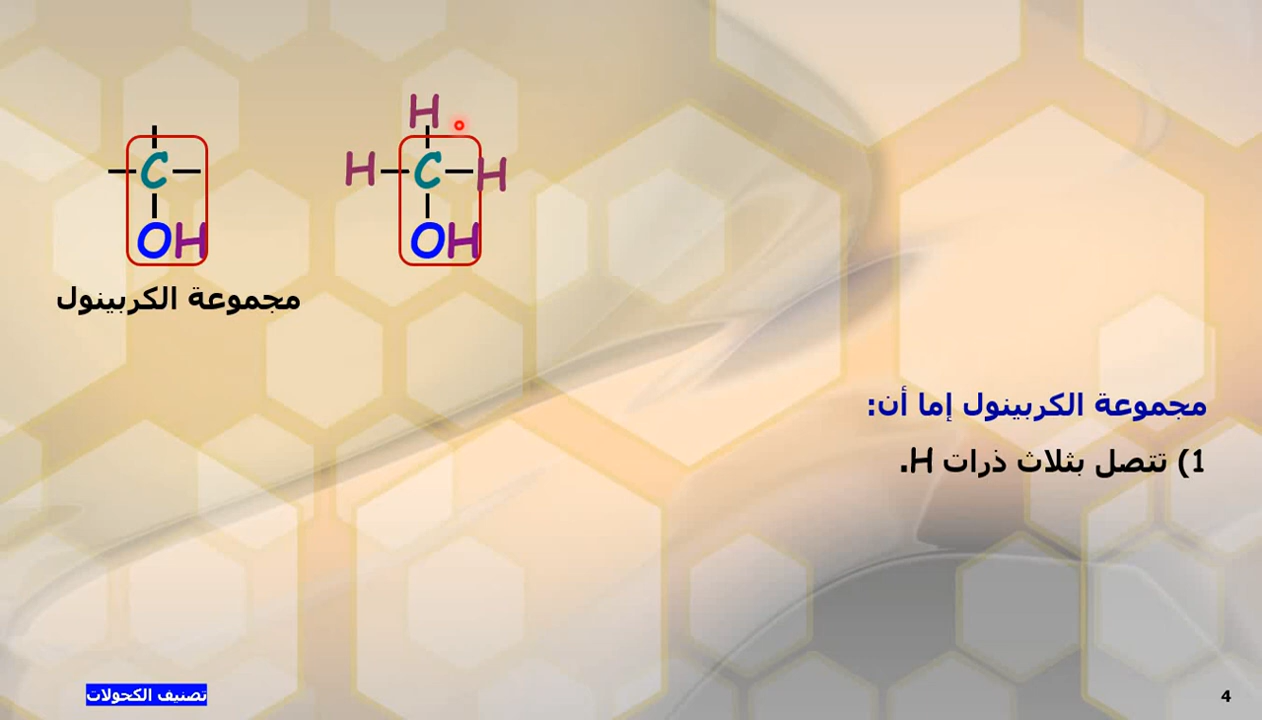 H
H C H
C
OH
OH
مجموعة الكربينول
مجموعة الكربينول إما أن:
1) تتصل بثلاث ذرات H.
تصنيف الكحولات
4